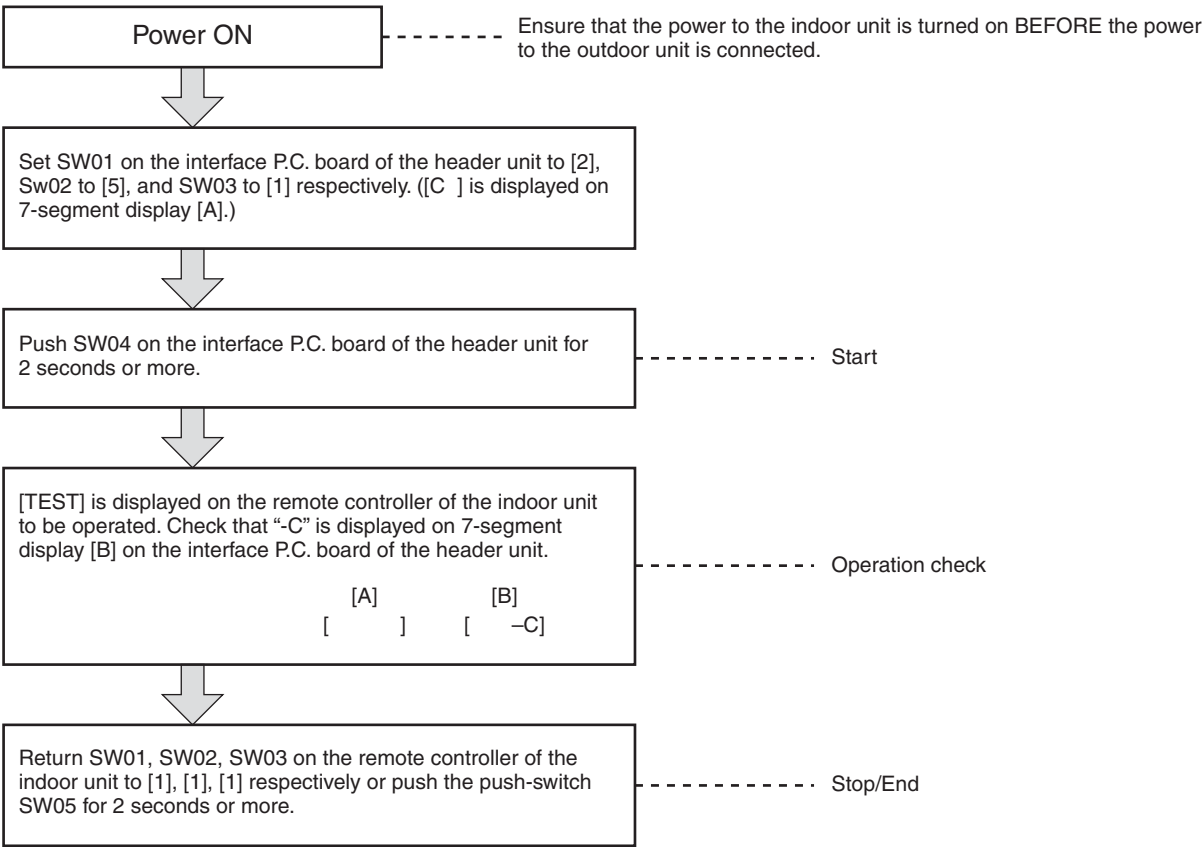 Power ON
Ensure that the power to the indoor unit is turned on BEFORE the power
to the outdoor unit is connected.
Set SW01 on the interface P.C. board of the header unit to [2],
Sw02 to [5], and SW03 to [1] respectively. ([C  ] is displayed on
7-segment display [A].)
Push SW04 on the interface P.C. board of the header unit for
2 seconds or more.
Start
[TEST] is displayed on the remote controller of the indoor unit
to be operated. Check that “-C” is displayed on 7-segment
display [B] on the interface P.C. board of the header unit.
[A] [B]
[      ] [    –C]
Operation check
Return SW01, SW02, SW03 on the remote controller of the
indoor unit to [1], [1], [1] respectively or push the push-switch
SW05 for 2 seconds or more.
Stop/End